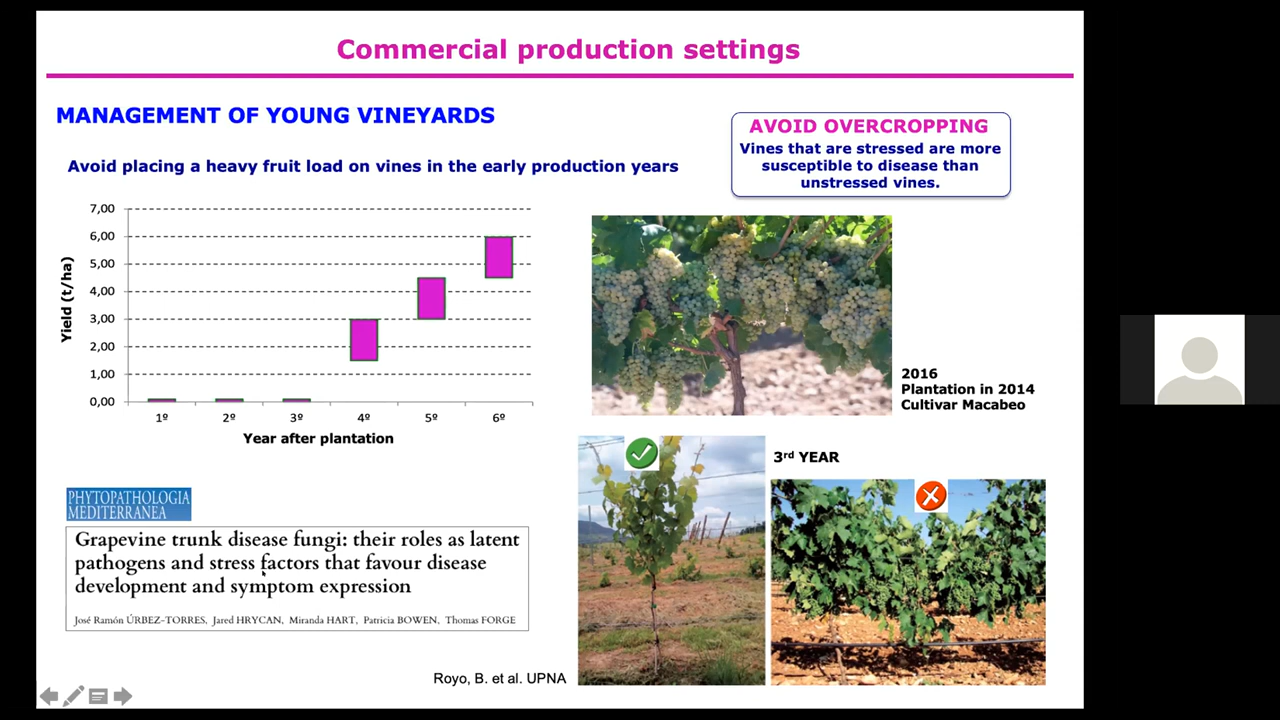 Commercial production settings
MANAGEMENT OF YOUNG VINEYARDS
Avoid placing a heavy fruit load on vines in the early production years
AVOID OVERCROPPING
Vines that are stressed are more
susceptible to disease than
unstressed vines.
7,00
6,00
5,00
4,00
3,00
2,00
1,00
0,00
Yield (t/ha)
1º 2º 3º 4º 5º 6º
Year after plantation
2016
Plantation in 2014
Cultivar Macabeo
3rd YEAR
PHYTOPATHOLOGIA
MEDITERRANEA
Grapevine trunk disease fungi: their roles as latent
pathogens and stress factors that favour disease
development and symptom expression
José Ramón ÚRBEZ-TORRES, Jared HRYCAN, Miranda HART, Patricia BOWEN, Thomas FORGE
Royo, B. et al. UPNA